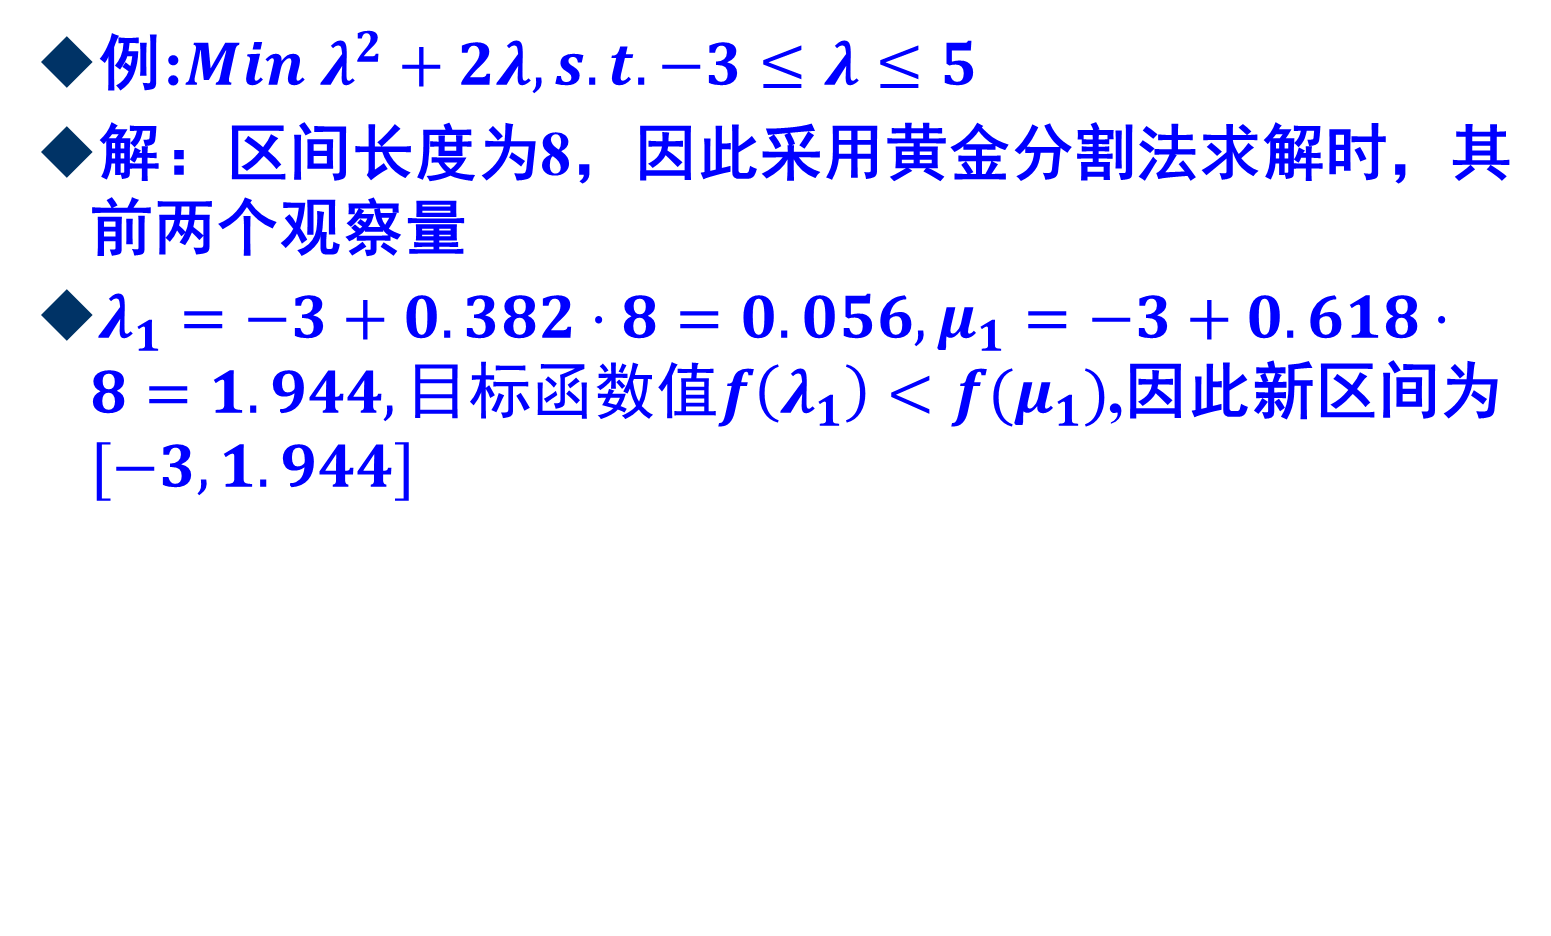 ◆例:Min λ² + 2λ, s.t. −3 ≤ λ ≤ 5
◆解：区间长度为8，因此采用黄金分割法求解时，其
前两个观察量
◆λ₁ = −3 + 0.382 · 8 = 0.056, μ₁ = −3 + 0.618 ·
8 = 1.944, 目标函数值f(λ₁) < f(μ₁),因此新区间为
[−3, 1.944]